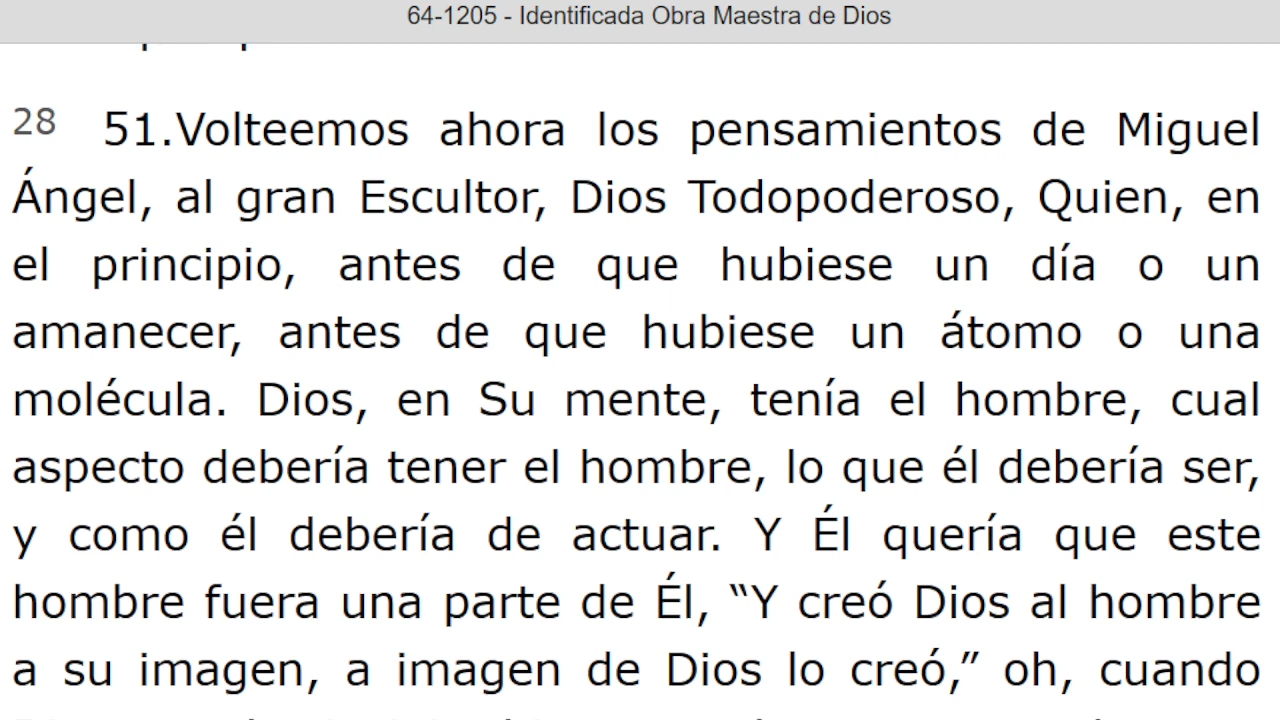 64-1205 - Identificada Obra Maestra de Dios
28 51.Volteemos ahora los pensamientos de Miguel
Ángel, al gran Escultor, Dios Todopoderoso, Quien, en
el principio, antes de que hubiese un día o un
amanecer, antes de que hubiese un átomo o una
molécula. Dios, en Su mente, tenía el hombre, cual
aspecto debería tener el hombre, lo que él debería ser,
y como él debería de actuar. Y Él quería que este
hombre fuera una parte de Él, “Y creó Dios al hombre
a su imagen, a imagen de Dios lo creó,” oh, cuando